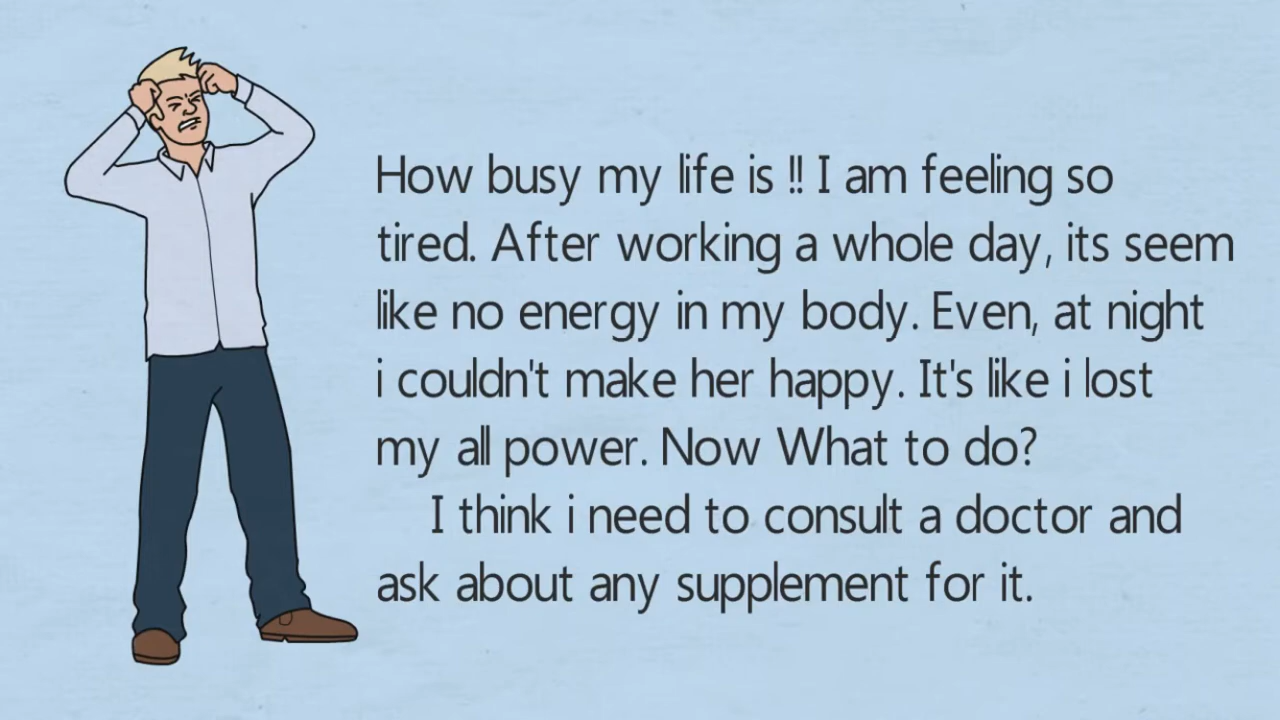 How busy my life is !! I am feeling so
tired. After working a whole day, its seem
like no energy in my body. Even, at night
i couldn't make her happy. It's like i lost
my all power. Now What to do?
I think i need to consult a doctor and
ask about any supplement for it.